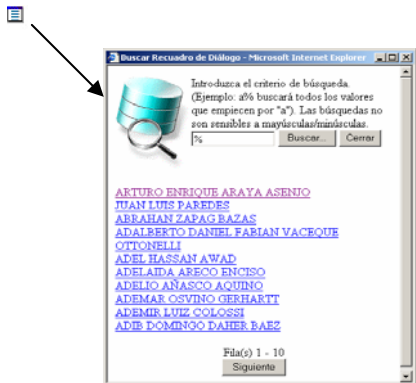 Buscar Recuadro de Diálogo - Microsoft Internet Explorer
Introduzca el criterio de búsqueda.
(Ejemplo: a% buscará todos los valores
que empiecen por "a"). Las búsquedas no
son sensibles a mayúsculas/minúsculas.
% Buscar... Cerrar
ARTURO ENRIQUE ARAYA ASENJO
JUAN LUIS PAREDES
ABRAHAN ZAPAG BAZAS
ADALBERTO DANIEL FABIAN VACEQUE
OTTONELLI
ADEL HASSAN AWAD
ADELAIDA ARECO ENCISO
ADELIO AÑASCO AQUINO
ADEMAR OSVINO GERHARTT
ADEMIR LUIZ COLOSSI
ADIB DOMINGO DAHER BAEZ
Fila(s) 1 - 10
Siguiente